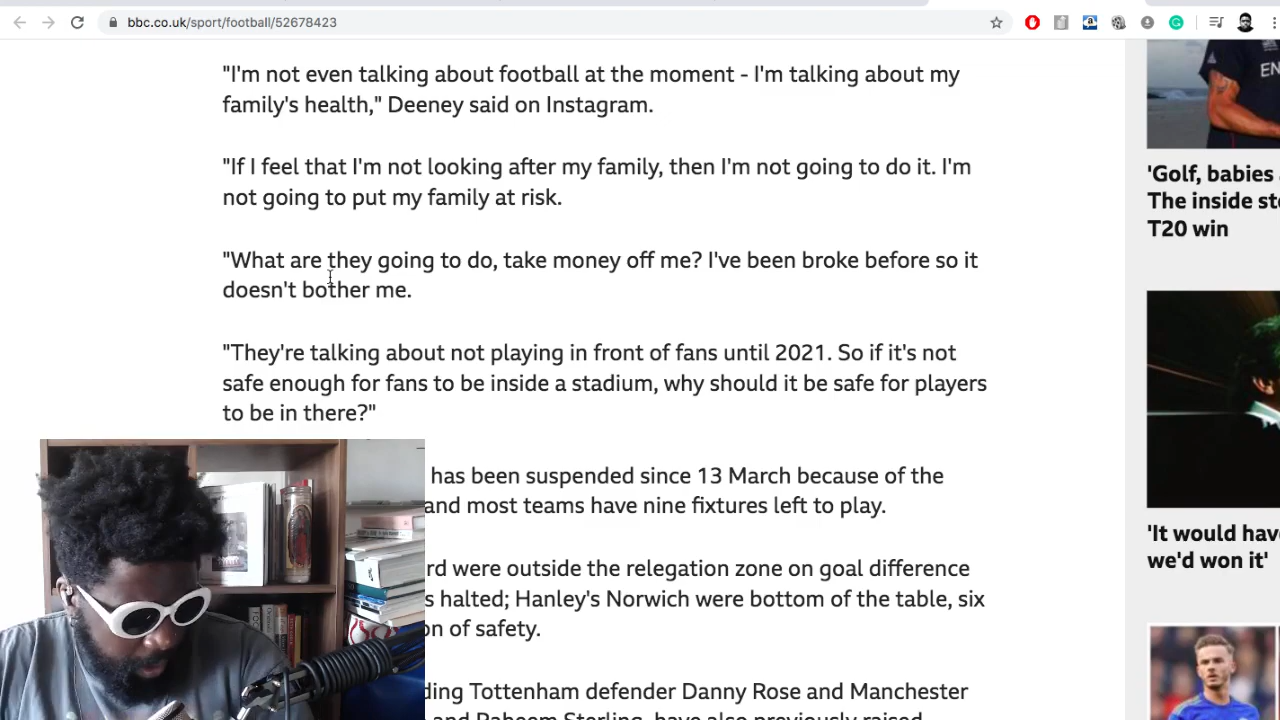 bbc.co.uk/sport/football/52678423
"I'm not even talking about football at the moment - I'm talking about my
family's health," Deeney said on Instagram.
"If I feel that I'm not looking after my family, then I'm not going to do it. I'm
not going to put my family at risk.
"What are they going to do, take money off me? I've been broke before so it
doesn't bother me.
"They're talking about not playing in front of fans until 2021. So if it's not
safe enough for fans to be inside a stadium, why should it be safe for players
to be in there?"
has been suspended since 13 March because of the
and most teams have nine fixtures left to play.
rd were outside the relegation zone on goal difference
s halted; Hanley's Norwich were bottom of the table, six
on of safety.
ding Tottenham defender Danny Rose and Manchester
and Raheem Sterling, have also previously raised
EN
'Golf, babies
The inside st
T20 win
'It would hav
we'd won it'